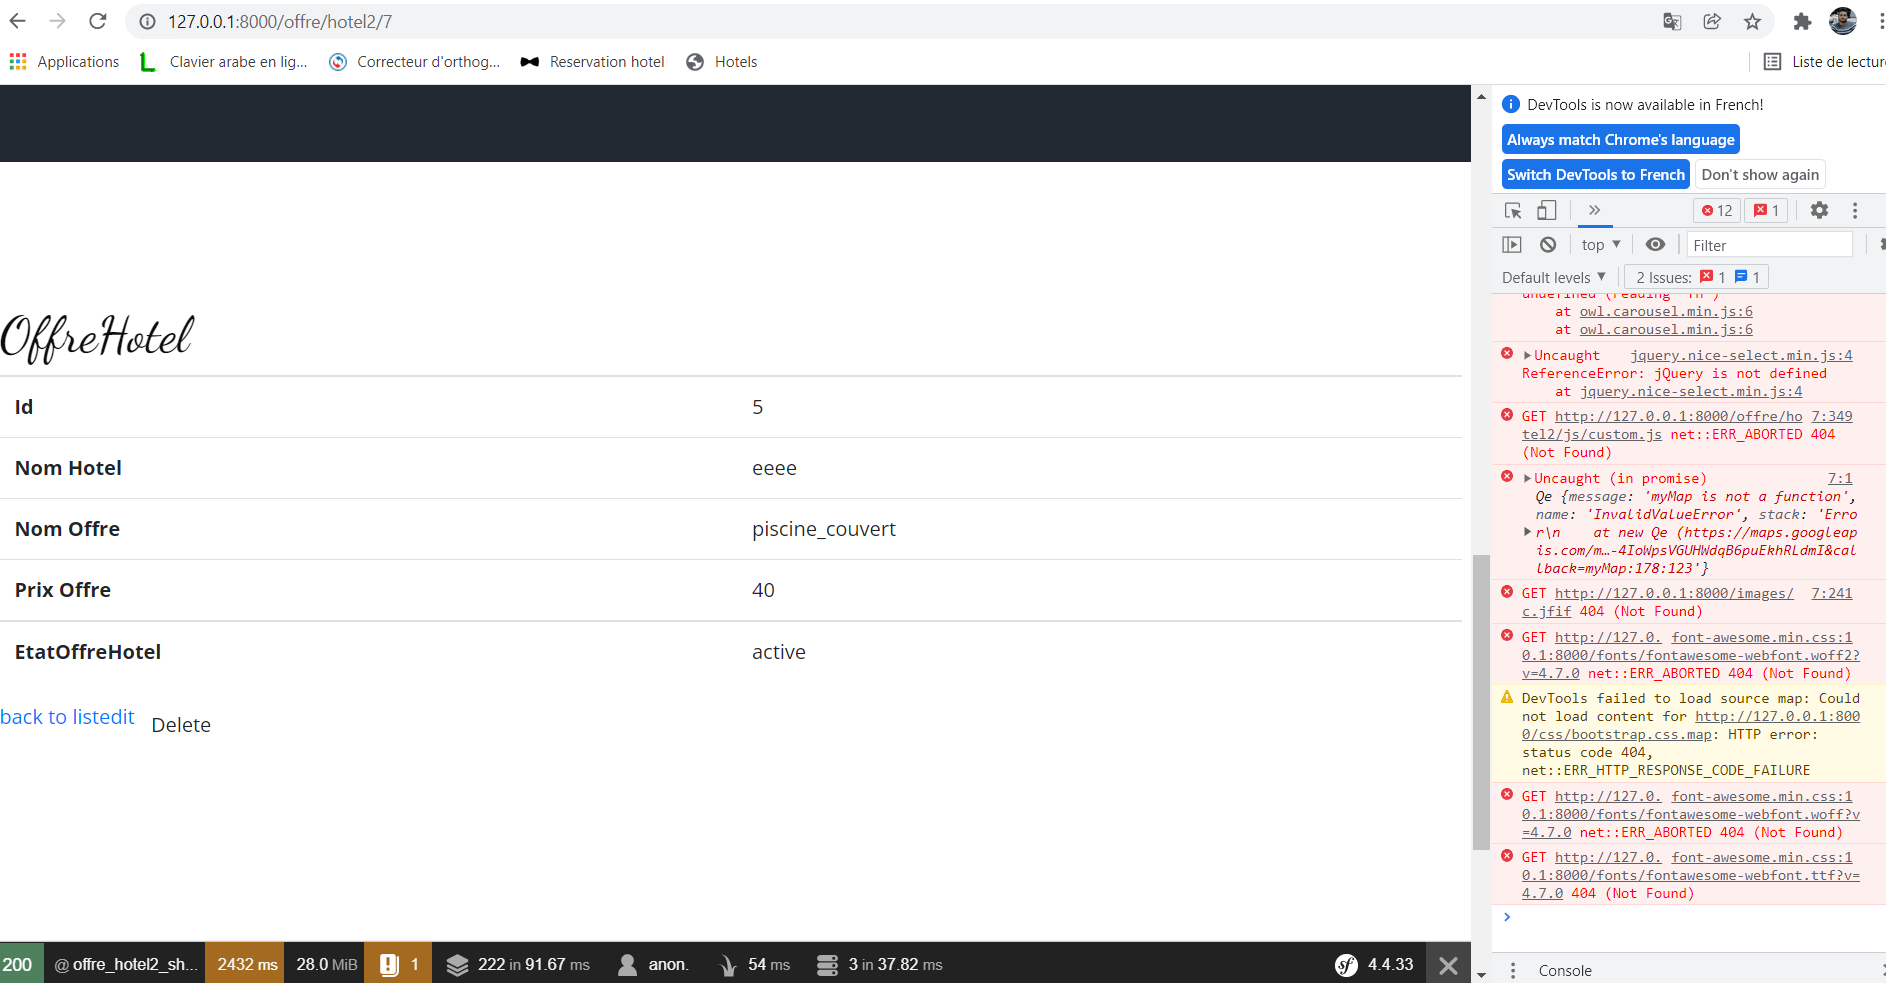 127.0.0.1:8000/offre/hotel2/7
Applications Clavier arabe en lig... Correcteur d'orthog... Reservation hotel Hotels Liste de lectur
OffreHotel
Id 5
Nom Hotel eeee
Nom Offre piscine_couvert
Prix Offre 40
EtatOffreHotel active
back to listedit Delete
200 @ offre_hotel2_sh... 2432 ms 28.0 MiB 1 222 in 91.67 ms anon. 54 ms 3 in 37.82 ms sf 4.4.33
DevTools is now available in French!
Always match Chrome's language
Switch DevTools to French Don't show again
12 1
top Filter
Default levels 2 Issues: 1 1
undefined (reading 'fn')
at owl.carousel.min.js:6
at owl.carousel.min.js:6
Uncaught jquery.nice-select.min.js:4
ReferenceError: jQuery is not defined
at jquery.nice-select.min.js:4
GET http://127.0.0.1:8000/offre/ho 7:349
tel2/js/custom.js net::ERR_ABORTED 404
(Not Found)
Uncaught (in promise) 7:1
Qe {message: 'myMap is not a function',
name: 'InvalidValueError', stack: 'Erro
r\n at new Qe (https://maps.googleap
is.com/m…-4IoWpsVGUHWdqB6puEkhRLdmI&cal
lback=myMap:178:123'}
GET http://127.0.0.1:8000/images/ 7:241
c.jfif 404 (Not Found)
GET http://127.0. font-awesome.min.css:1
0.1:8000/fonts/fontawesome-webfont.woff2?
v=4.7.0 net::ERR_ABORTED 404 (Not Found)
DevTools failed to load source map: Could
not load content for http://127.0.0.1:800
0/css/bootstrap.css.map: HTTP error:
status code 404,
net::ERR_HTTP_RESPONSE_CODE_FAILURE
GET http://127.0. font-awesome.min.css:1
0.1:8000/fonts/fontawesome-webfont.woff?v
=4.7.0 net::ERR_ABORTED 404 (Not Found)
GET http://127.0. font-awesome.min.css:1
0.1:8000/fonts/fontawesome-webfont.ttf?v=
4.7.0 404 (Not Found)
Console